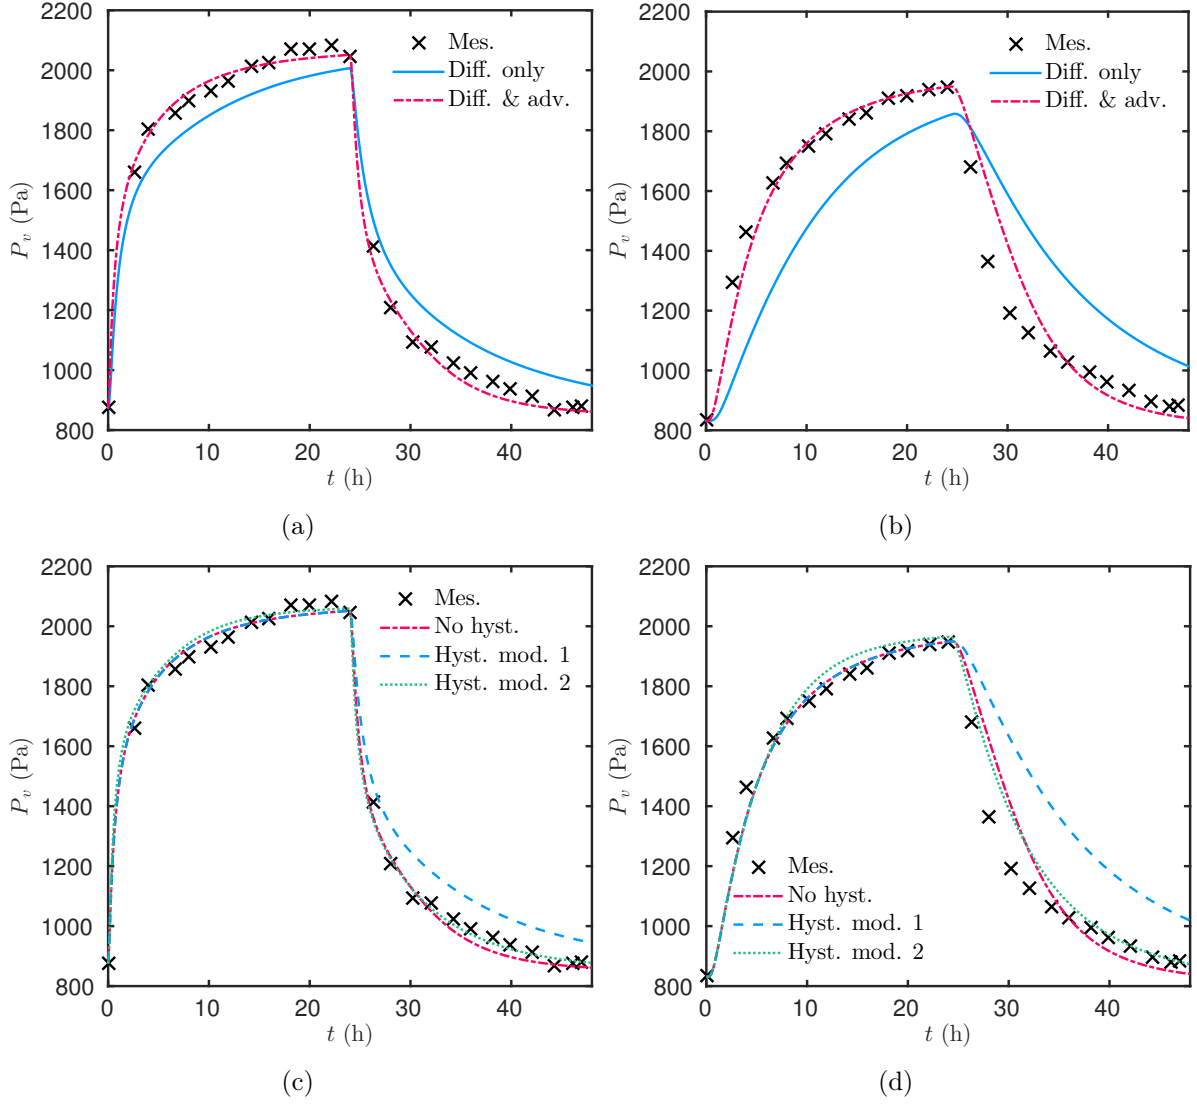 2200
2000
1800
1600
1400
1200
1000
800
0
10
20
30
40
P_v (Pa)
t (h)
Mes.
Diff. only
Diff. & adv.
(a)
2200
2000
1800
1600
1400
1200
1000
800
0
10
20
30
40
P_v (Pa)
t (h)
Mes.
Diff. only
Diff. & adv.
(b)
2200
2000
1800
1600
1400
1200
1000
800
0
10
20
30
40
P_v (Pa)
t (h)
Mes.
No hyst.
Hyst. mod. 1
Hyst. mod. 2
(c)
2200
2000
1800
1600
1400
1200
1000
800
0
10
20
30
40
P_v (Pa)
t (h)
Mes.
No hyst.
Hyst. mod. 1
Hyst. mod. 2
(d)